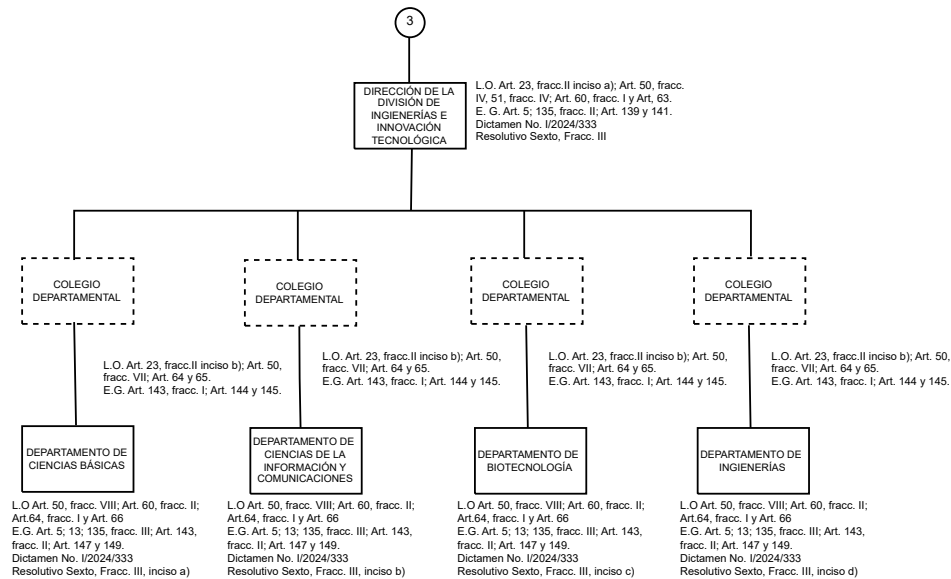 3
DIRECCIÓN DE LA
DIVISIÓN DE
INGIENERÍAS E
INNOVACIÓN
TECNOLÓGICA
L.O. Art. 23, fracc.II inciso a); Art. 50, fracc.
IV, 51, fracc. IV; Art. 60, fracc. I y Art, 63.
E. G. Art. 5; 135, fracc. II; Art. 139 y 141.
Dictamen No. I/2024/333
Resolutivo Sexto, Fracc. III
COLEGIO
DEPARTAMENTAL
COLEGIO
DEPARTAMENTAL
COLEGIO
DEPARTAMENTAL
COLEGIO
DEPARTAMENTAL
L.O. Art. 23, fracc.II inciso b); Art. 50,
fracc. VII; Art. 64 y 65.
E.G. Art. 143, fracc. I; Art. 144 y 145.
L.O. Art. 23, fracc.II inciso b); Art. 50,
fracc. VII; Art. 64 y 65.
E.G. Art. 143, fracc. I; Art. 144 y 145.
L.O. Art. 23, fracc.II inciso b); Art. 50,
fracc. VII; Art. 64 y 65.
E.G. Art. 143, fracc. I; Art. 144 y 145.
L.O. Art. 23, fracc.II inciso b); Art. 50,
fracc. VII; Art. 64 y 65.
E.G. Art. 143, fracc. I; Art. 144 y 145.
DEPARTAMENTO DE
CIENCIAS BÁSICAS
L.O Art. 50, fracc. VIII; Art. 60, fracc. II;
Art.64, fracc. I y Art. 66
E.G. Art. 5; 13; 135, fracc. III; Art. 143,
fracc. II; Art. 147 y 149.
Dictamen No. I/2024/333
Resolutivo Sexto, Fracc. III, inciso a)
DEPARTAMENTO DE
CIENCIAS DE LA
INFORMACIÓN Y
COMUNICACIONES
L.O Art. 50, fracc. VIII; Art. 60, fracc. II;
Art.64, fracc. I y Art. 66
E.G. Art. 5; 13; 135, fracc. III; Art. 143,
fracc. II; Art. 147 y 149.
Dictamen No. I/2024/333
Resolutivo Sexto, Fracc. III, inciso b)
DEPARTAMENTO DE
BIOTECNOLOGÍA
L.O Art. 50, fracc. VIII; Art. 60, fracc. II;
Art.64, fracc. I y Art. 66
E.G. Art. 5; 13; 135, fracc. III; Art. 143,
fracc. II; Art. 147 y 149.
Dictamen No. I/2024/333
Resolutivo Sexto, Fracc. III, inciso c)
DEPARTAMENTO DE
INGIENERÍAS
L.O Art. 50, fracc. VIII; Art. 60, fracc. II;
Art.64, fracc. I y Art. 66
E.G. Art. 5; 13; 135, fracc. III; Art. 143,
fracc. II; Art. 147 y 149.
Dictamen No. I/2024/333
Resolutivo Sexto, Fracc. III, inciso d)